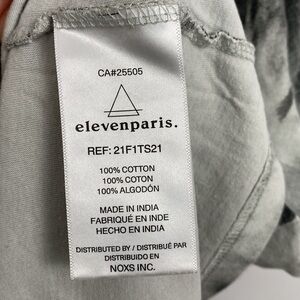 CA#25505
elevenparis.
REF: 21F1TS21
100% COTTON
100% COTON
100% ALGODÓN
MADE IN INDIA
FABRIQUÉ EN INDE
HECHO EN INDIA
DISTRIBUTED BY / DISTRIBUÉ PAR
DISTRIBUIDO EN
NOXS INC.